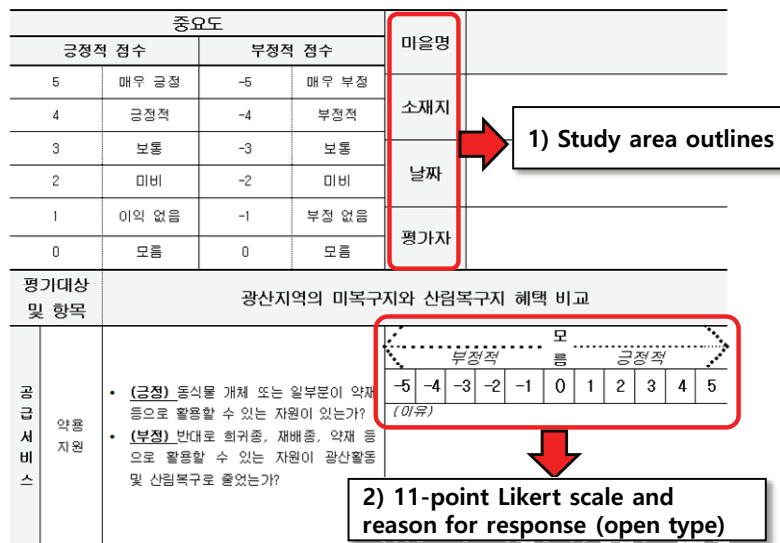 중요도
긍정적 점수 부정적 점수
5 매우 긍정 -5 매우 부정
4 긍정적 -4 부정적
3 보통 -3 보통
2 미비 -2 미비
1 이익 없음 -1 부정 없음
0 모름 0 모름
마을명
소재지
날짜
평가자
1) Study area outlines
평가대상
및 항목
광산지역의 미복구지와 산림복구지 혜택 비교
공
급
서
비
스
약용
자원
• (긍정) 동식물 개체 또는 일부분이 약재
등으로 활용할 수 있는 자원이 있는가?
• (부정) 반대로 희귀종, 재배종, 약재 등
으로 활용할 수 있는 자원이 광산활동
및 산림복구로 줄었는가?
모
부정적 름 긍정적
-5 -4 -3 -2 -1 0 1 2 3 4 5
(이유)
2) 11-point Likert scale and
reason for response (open type)